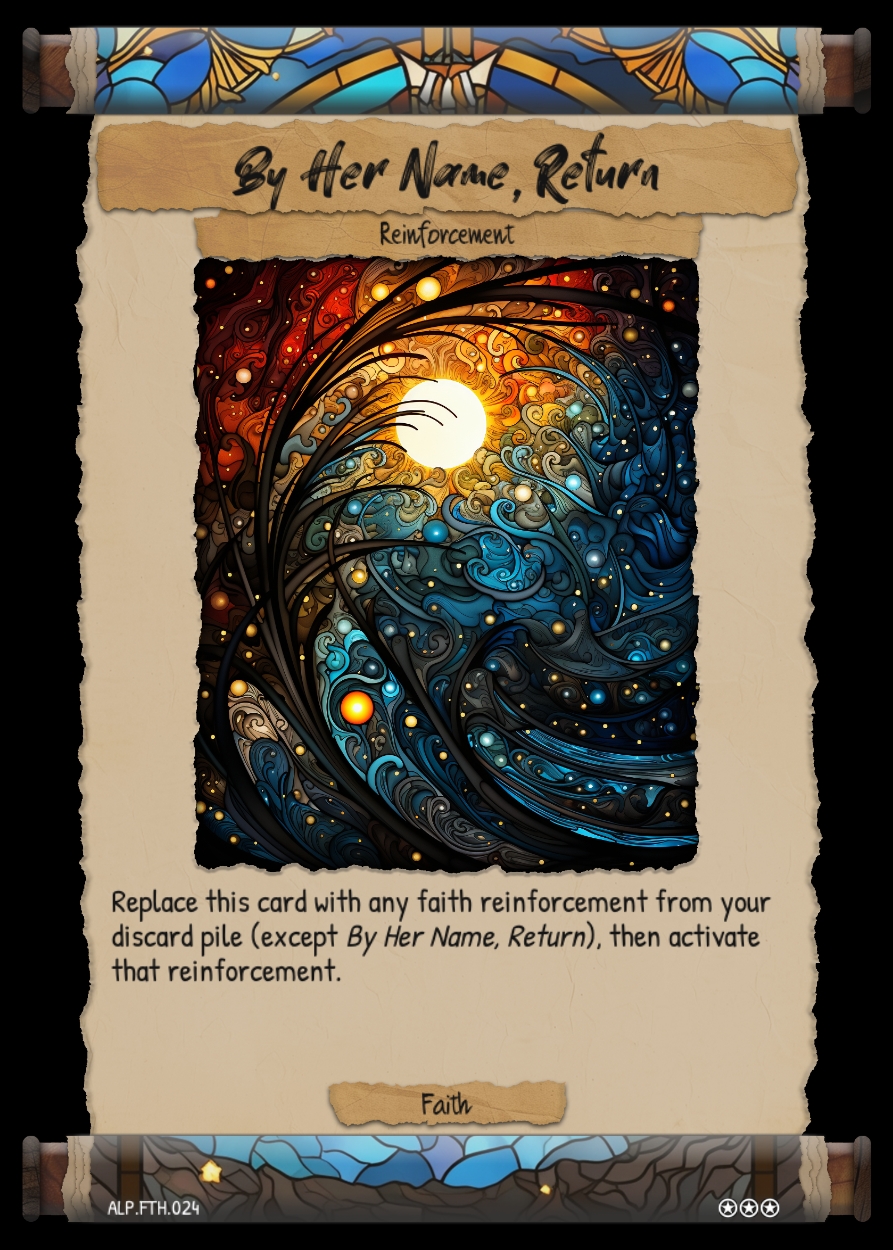 By Her Name, Return
Reinforcement
Replace this card with any faith reinforcement from your
discard pile (except By Her Name, Return), then activate
that reinforcement.
Faith
ALP.FTH.024